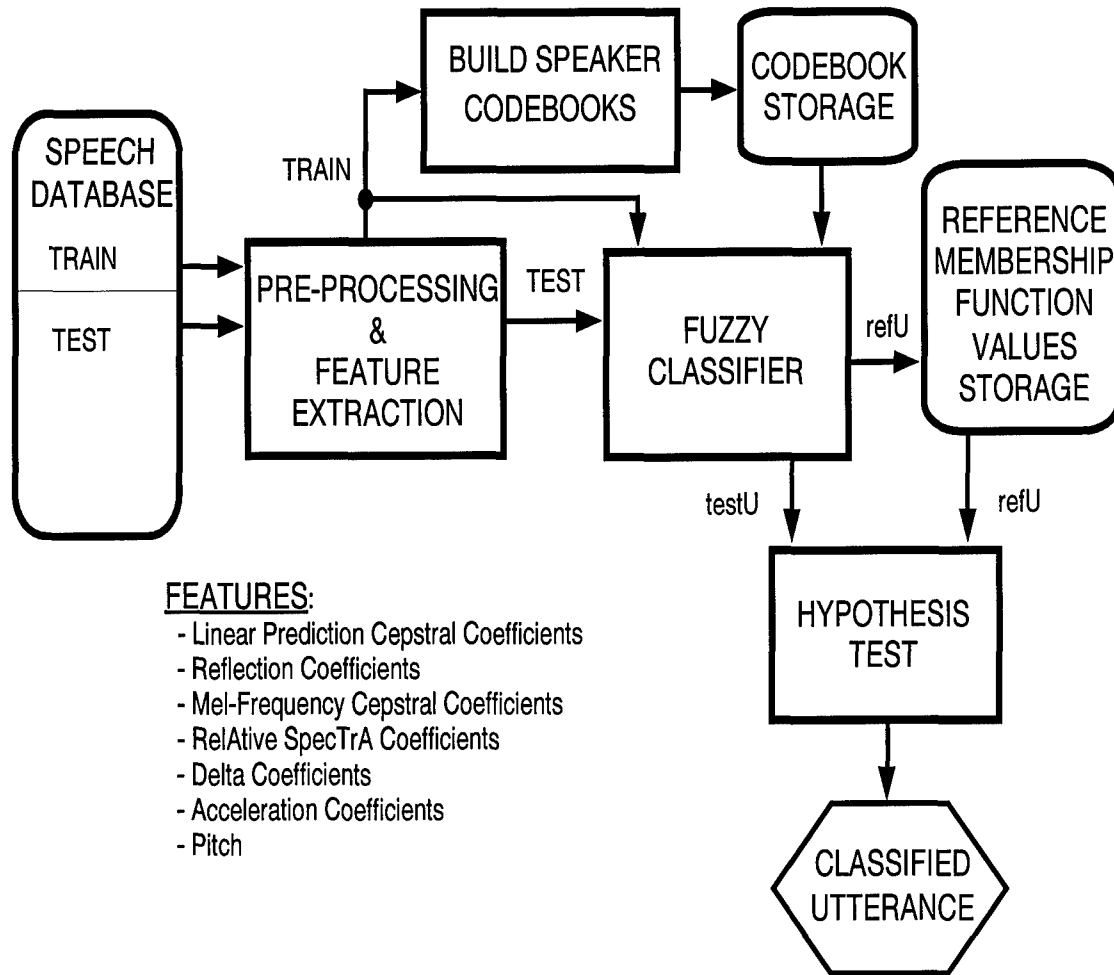 BUILD SPEAKER
CODEBOOKS
CODEBOOK
STORAGE
SPEECH
DATABASE
TRAIN
TEST
TRAIN
PRE-PROCESSING
&
FEATURE
EXTRACTION
TEST
FUZZY
CLASSIFIER
refU
REFERENCE
MEMBERSHIP
FUNCTION
VALUES
STORAGE
testU
refU
HYPOTHESIS
TEST
CLASSIFIED
UTTERANCE
FEATURES:
- Linear Prediction Cepstral Coefficients
- Reflection Coefficients
- Mel-Frequency Cepstral Coefficients
- RelAtive SpecTrA Coefficients
- Delta Coefficients
- Acceleration Coefficients
- Pitch